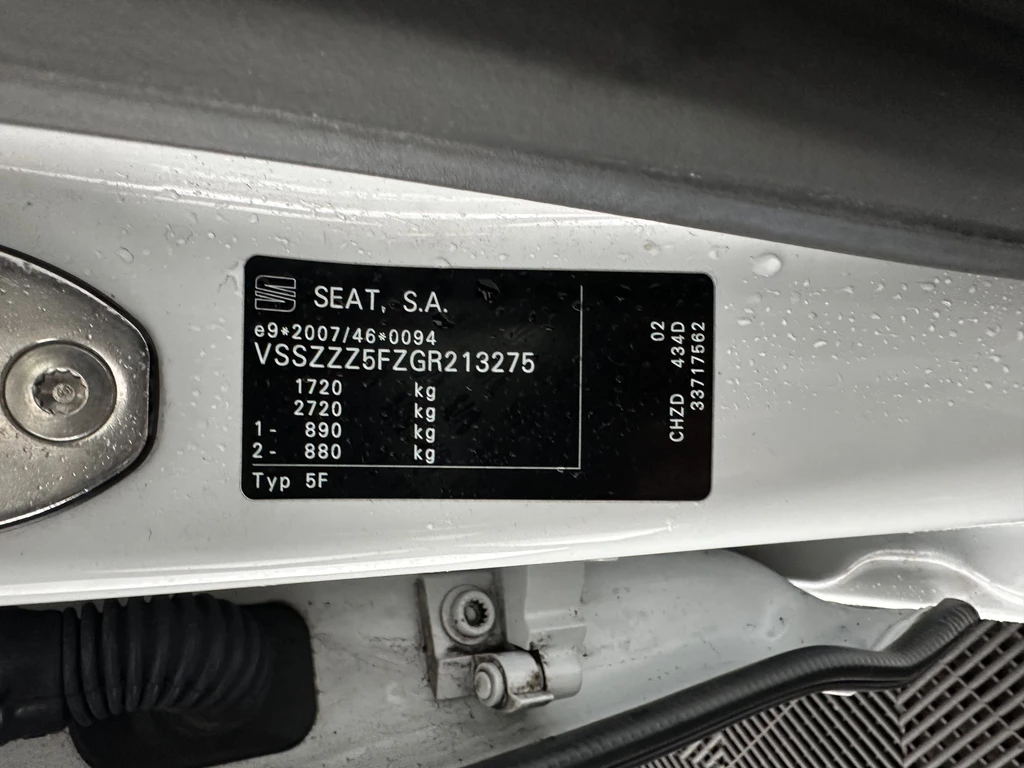 SEAT, S.A.
e9*2007/46*0094
VSSZZZ5FZGR213275
1720 kg
2720 kg
1- 890 kg
2- 880 kg
Typ 5F
02
CHZD 434D
33717562